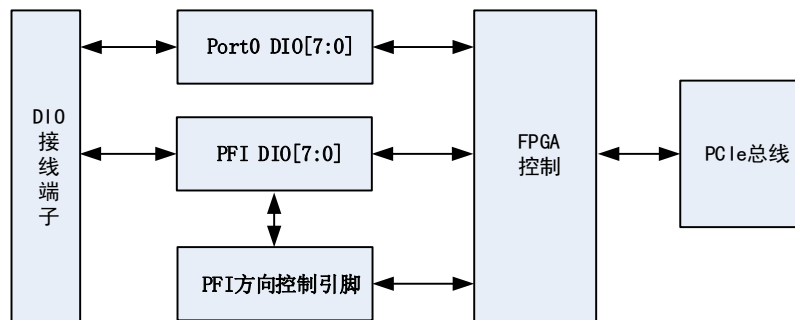 Port0 DIO[7:0]
DIO
接
线
端
子
PFI DIO[7:0]
FPGA
控制
PCIe总线
PFI方向控制引脚